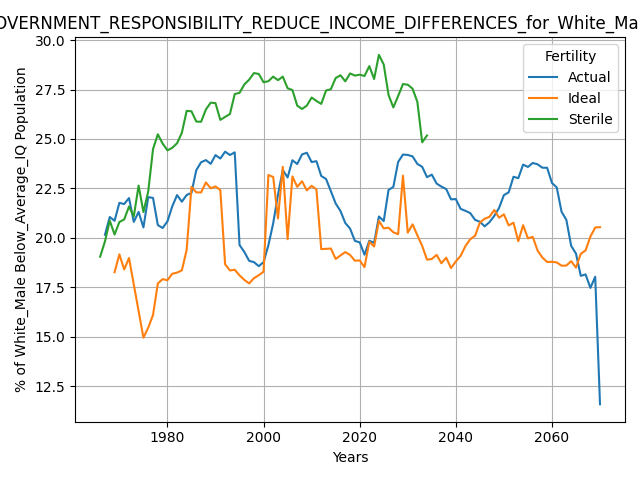 OVERNMENT_RESPONSIBILITY_REDUCE_INCOME_DIFFERENCES_for_White_Ma
30.0
27.5
25.0
22.5
20.0
17.5
15.0
12.5
% of White_Male Below_Average_IQ Population
Fertility
Actual
Ideal
Sterile
1980
2000
2020
2040
2060
Years